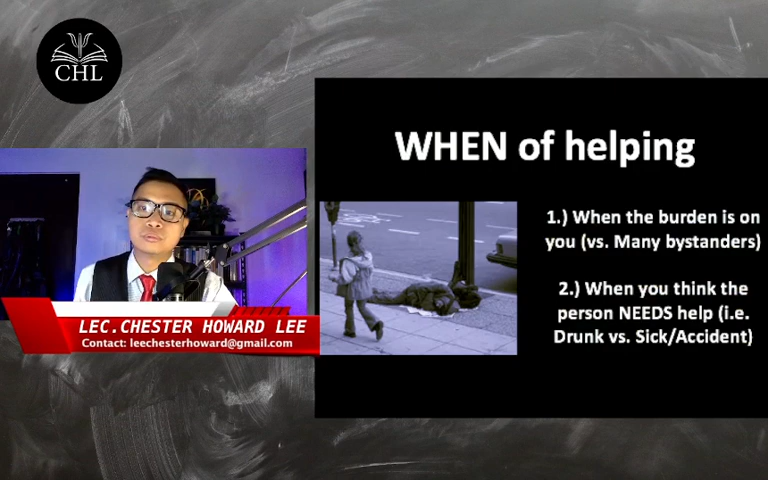 CHL
WHEN of helping
1.) When the burden is on
you (vs. Many bystanders)
2.) When you think the
person NEEDS help (i.e.
Drunk vs. Sick/Accident)
LEC.CHESTER HOWARD LEE
Contact: leechesterhoward@gmail.com